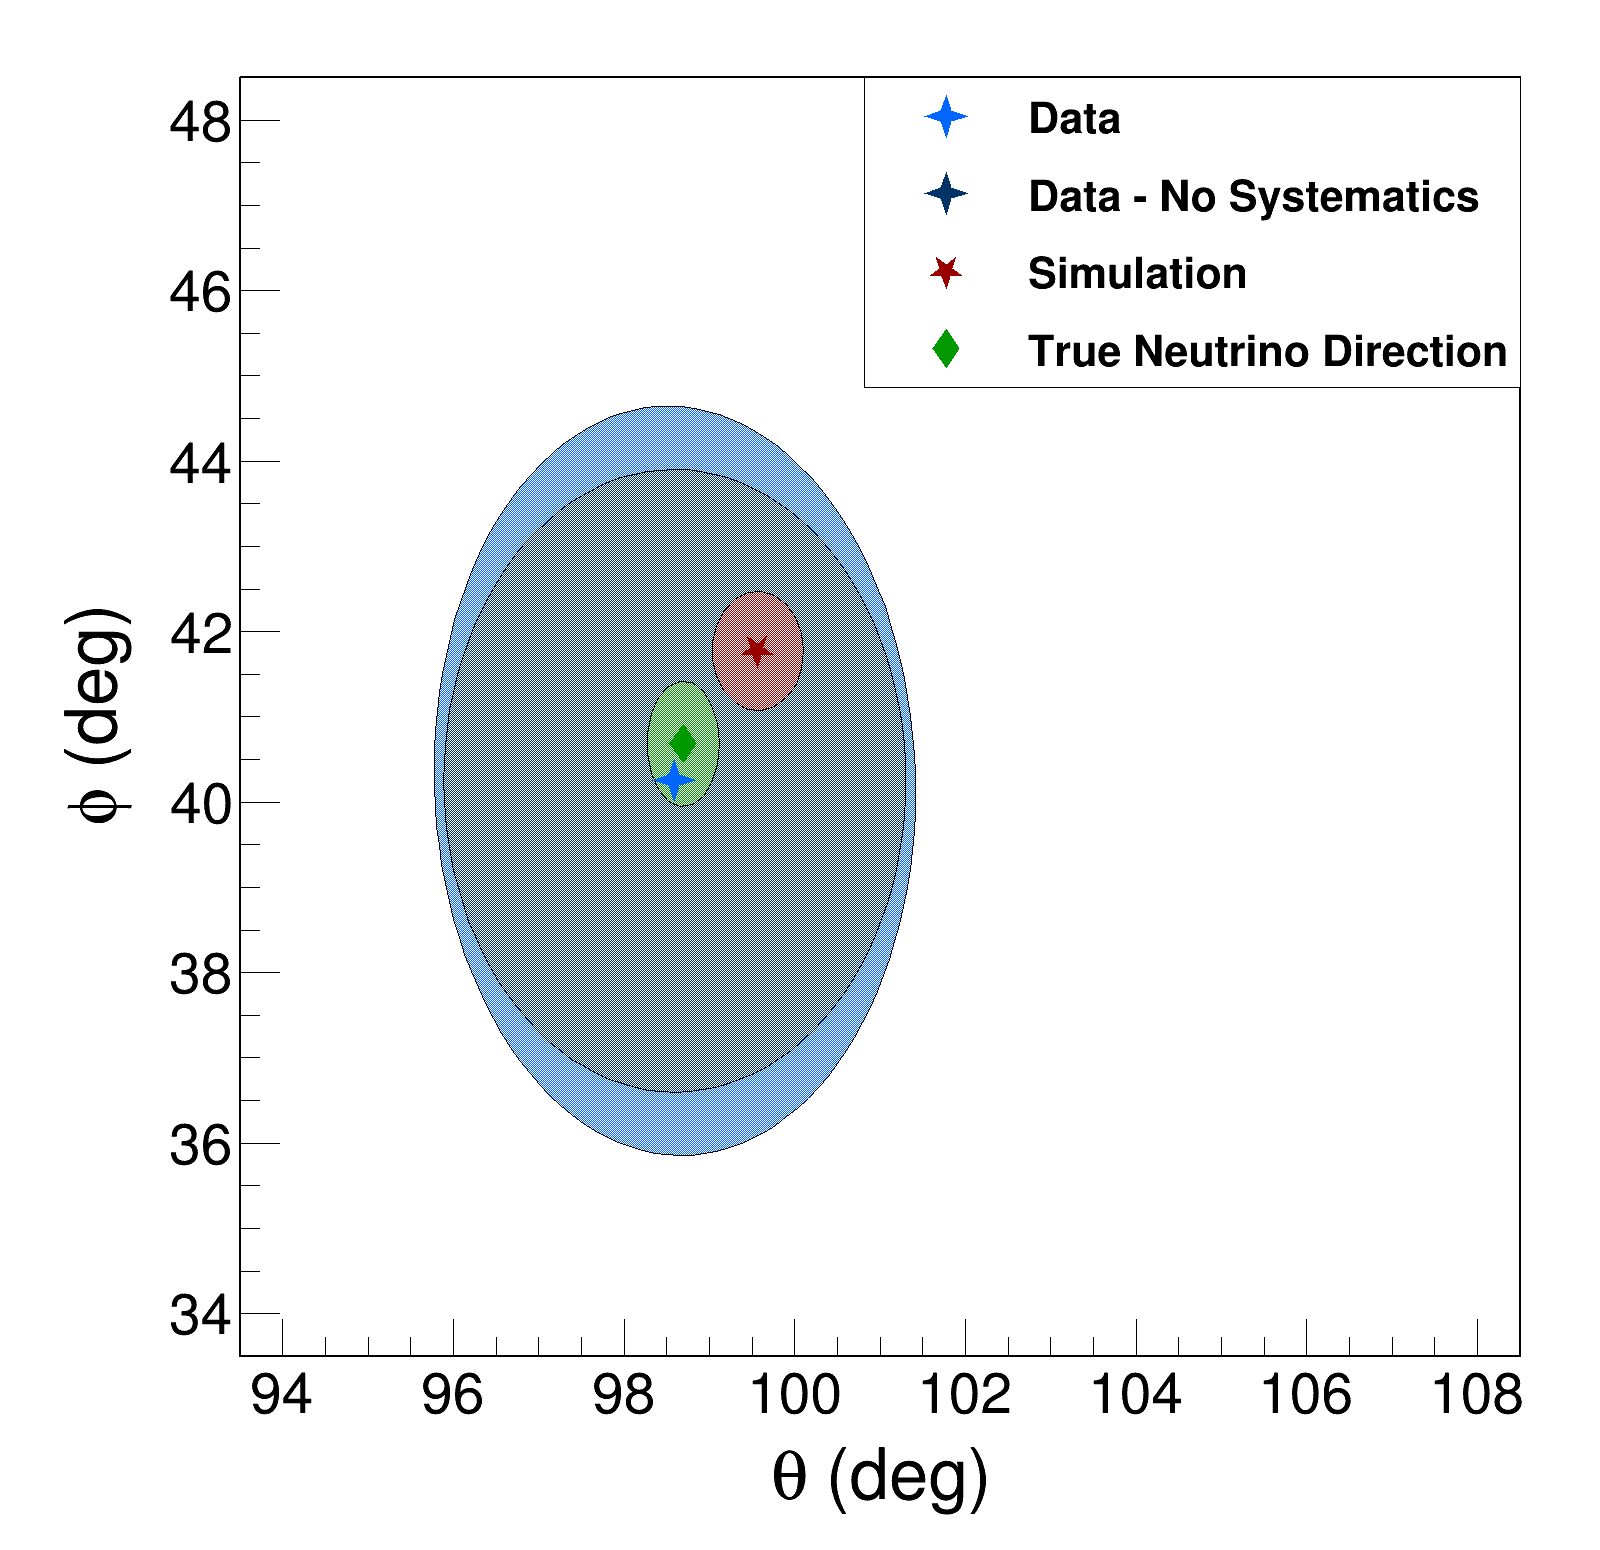 Data
Data - No Systematics
Simulation
True Neutrino Direction
48
46
44
42
40
38
36
34
ϕ (deg)
94 96 98 100 102 104 106 108
θ (deg)